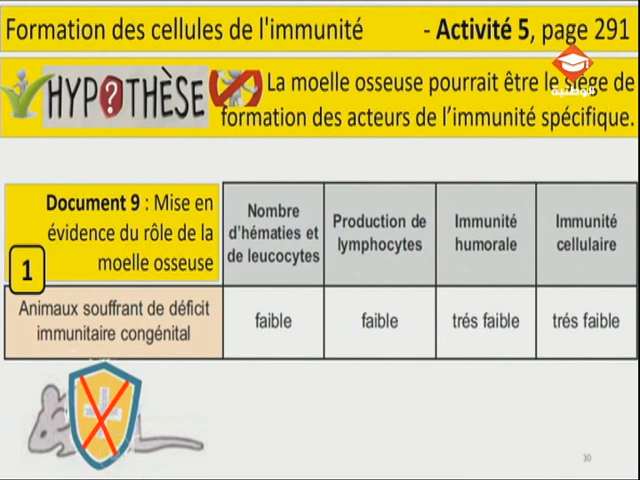 Formation des cellules de l'immunité - Activité 5, page 291
HYPOTHÈSE
La moelle osseuse pourrait être le siège de
formation des acteurs de l'immunité spécifique.
الوطنية
Document 9 : Mise en
évidence du rôle de la
moelle osseuse
1
Nombre
d'hématies et
de leucocytes
Production de
lymphocytes
Immunité
humorale
Immunité
cellulaire
Animaux souffrant de déficit
immunitaire congénital
faible
faible
trés faible
trés faible
30